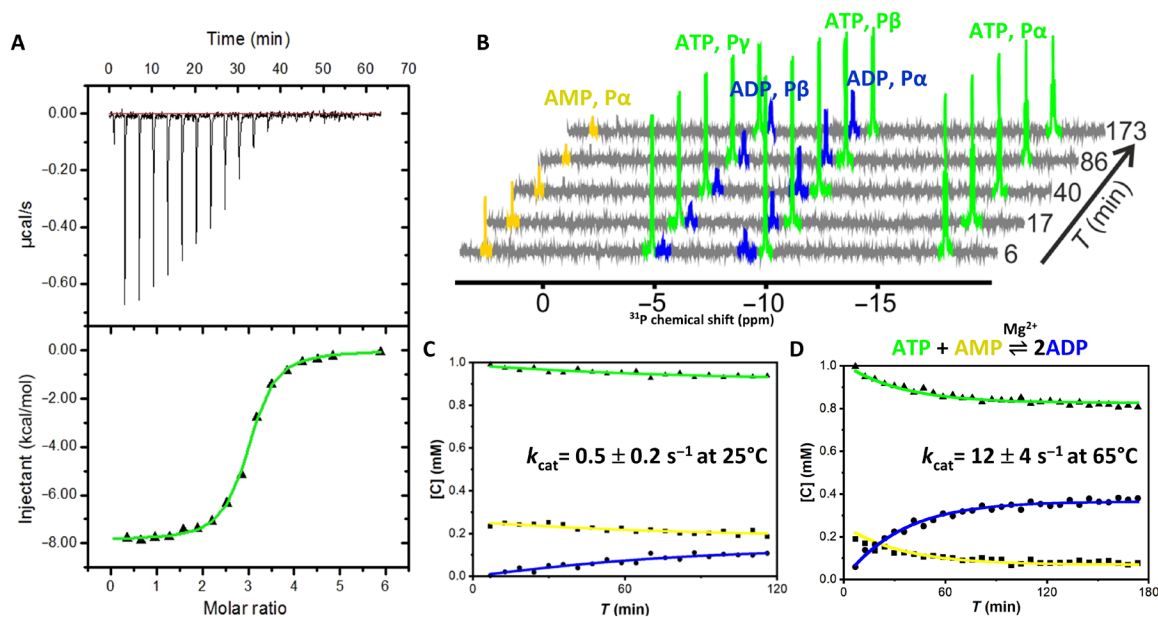 A
Time (min)
0 10 20 30 40 50 60 70
0.00
−0.20
−0.40
−0.60
µcal/s
0.00
−2.00
−4.00
−6.00
−8.00
Injectant (kcal/mol)
0 1 2 3 4 5 6
Molar ratio
B
ATP, Pγ
ATP, Pβ
ATP, Pα
ADP, Pβ
ADP, Pα
AMP, Pα
173
86
40
17
6
T (min)
0 −5 −10 −15
³¹P chemical shift (ppm)
C
1.0
0.8
0.6
0.4
0.2
0.0
[C] (mM)
kcat = 0.5 ± 0.2 s⁻¹ at 25°C
0 60 120
T (min)
D
Mg²⁺
ATP + AMP ⇌ 2ADP
1.0
0.8
0.6
0.4
0.2
0.0
[C] (mM)
kcat = 12 ± 4 s⁻¹ at 65°C
0 60 120 180
T (min)